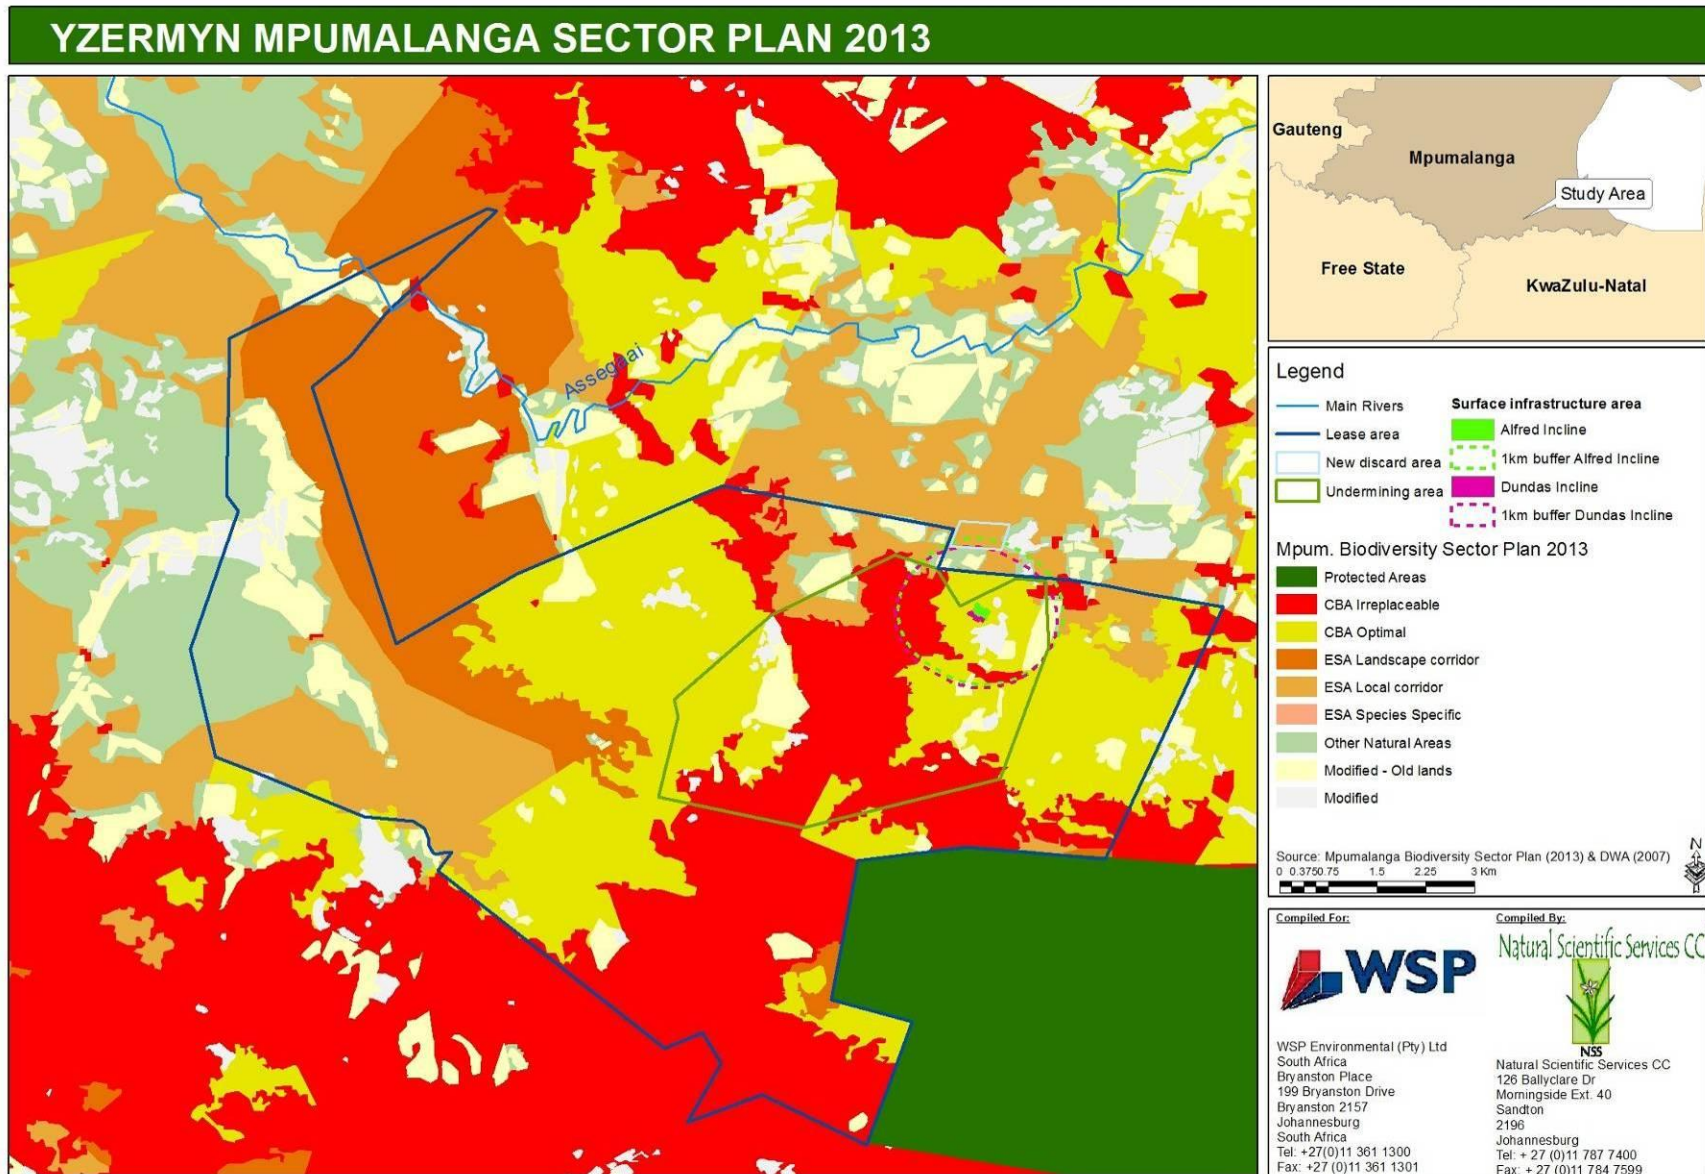 YZERMYN MPUMALANGA SECTOR PLAN 2013
Assegaai
Gauteng
Mpumalanga
Study Area
Free State
KwaZulu-Natal
Legend
Main Rivers
Lease area
New discard area
Undermining area
Surface infrastructure area
Alfred Incline
1km buffer Alfred Incline
Dundas Incline
1km buffer Dundas Incline
Mpum. Biodiversity Sector Plan 2013
Protected Areas
CBA Irreplaceable
CBA Optimal
ESA Landscape corridor
ESA Local corridor
ESA Species Specific
Other Natural Areas
Modified - Old lands
Modified
Source: Mpumalanga Biodiversity Sector Plan (2013) & DWA (2007)
0 0.3750.75 1.5 2.25 3 Km
N
Compiled For:
WSP
WSP Environmental (Pty) Ltd
South Africa
Bryanston Place
199 Bryanston Drive
Bryanston 2157
Johannesburg
South Africa
Tel: +27(0)11 361 1300
Fax: +27 (0)11 361 1301
Compiled By:
Natural Scientific Services CC
NSS
Natural Scientific Services CC
126 Ballyclare Dr
Morningside Ext. 40
Sandton
2196
Johannesburg
Tel: + 27 (0)11 787 7400
Fax: + 27 (0)11 784 7599